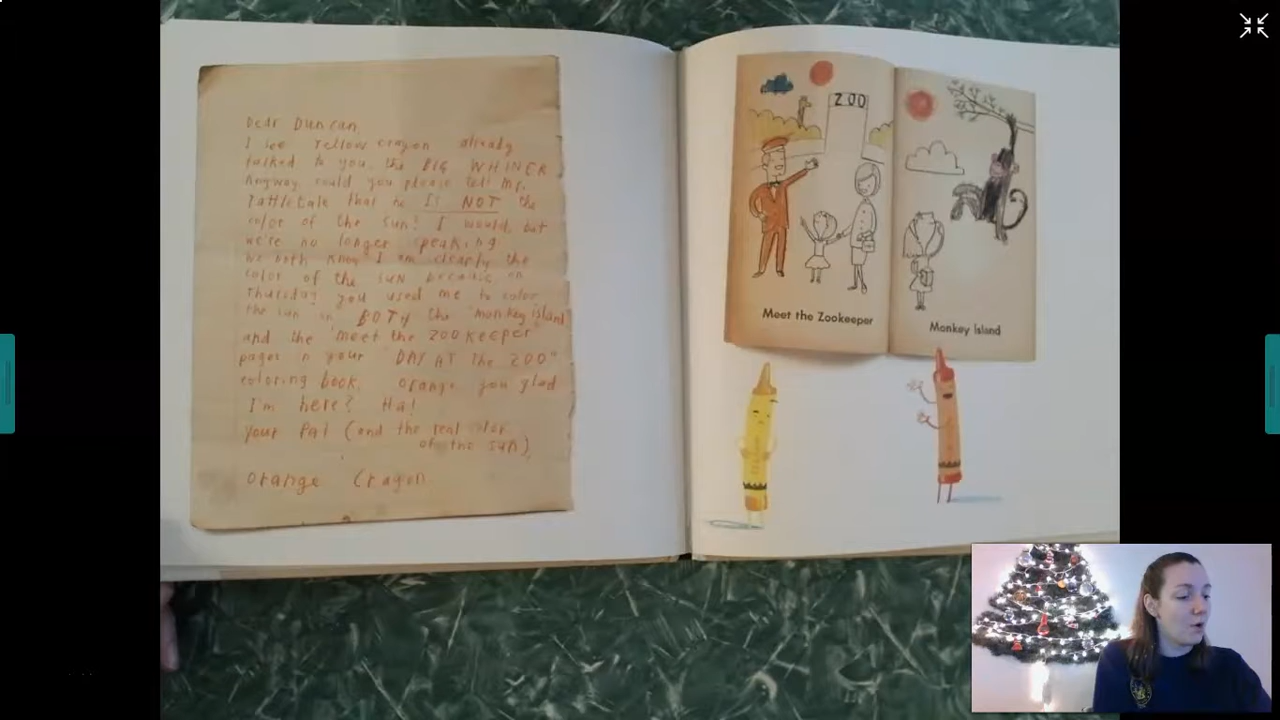 Dear Duncan,
I see Yellow Crayon already
talked to you, the BIG WHINER.
Anyway, could you please tell Mr.
Tattletale that he IS NOT the
color of the sun? I would, but
we're no longer speaking.
We both know I am clearly the
color of the sun because on
Thursday, you used me to color
the sun in BOTH the "monkey island"
and the "meet the ZOOKeeper"
pages in your "DAY AT the ZOO"
coloring book. Orange you glad
I'm here? Ha!
Your Pal (and the real color
of the sun),
Orange Crayon
ZOO
Meet the Zookeeper
Monkey Island